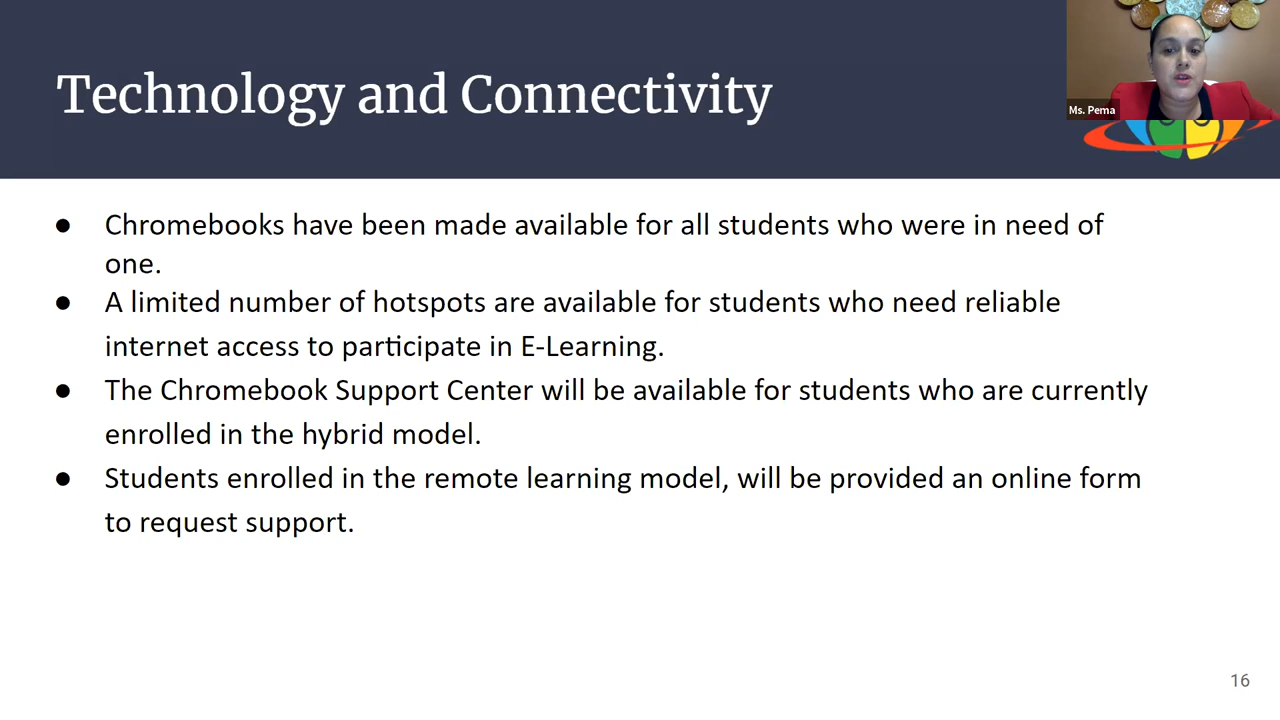 Technology and Connectivity
Ms. Pema
● Chromebooks have been made available for all students who were in need of
one.
● A limited number of hotspots are available for students who need reliable
internet access to participate in E-Learning.
● The Chromebook Support Center will be available for students who are currently
enrolled in the hybrid model.
● Students enrolled in the remote learning model, will be provided an online form
to request support.
16